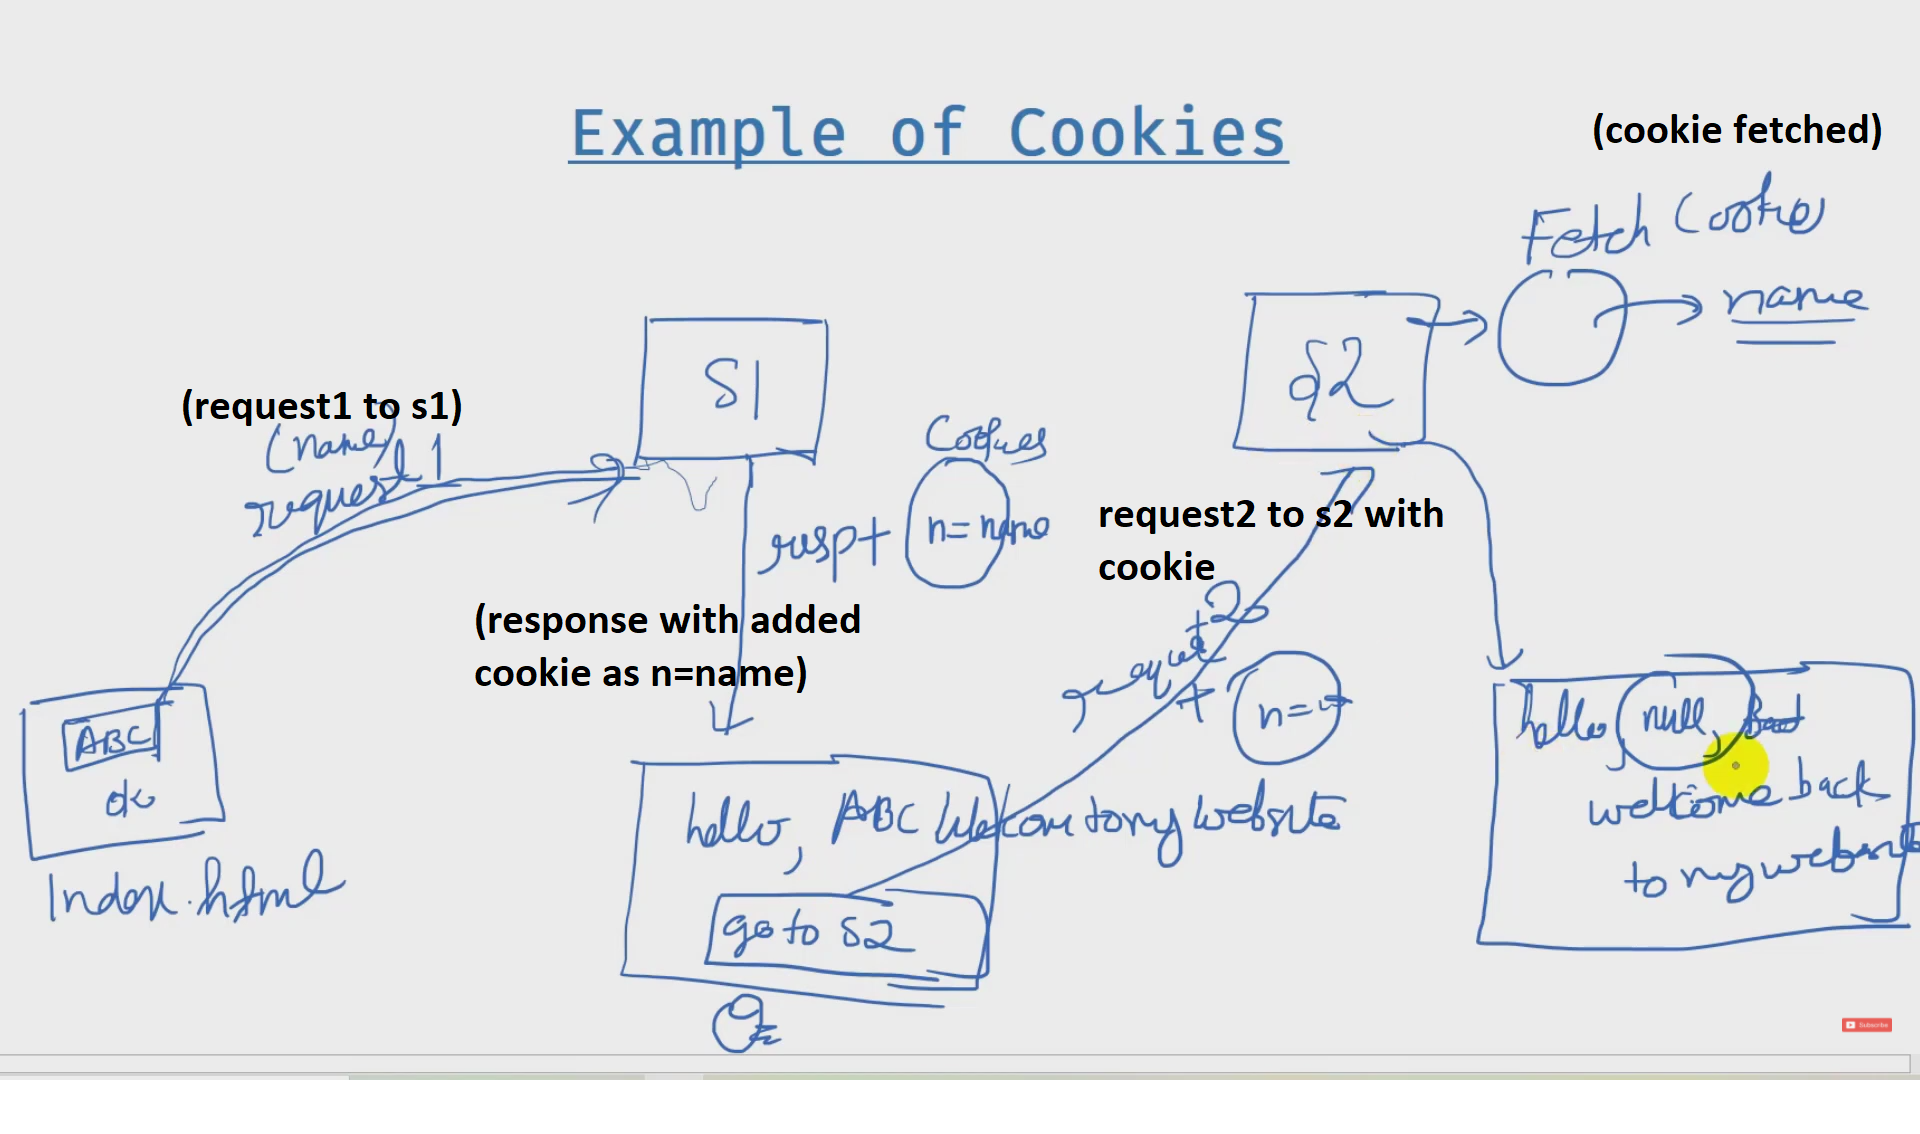 Example of Cookies
(cookie fetched)
Fetch Cookie
name
S1
S2
(request1 to s1)
(name)
request 1
Cookies
resp+
n= name
request2 to s2 with
cookie
(response with added
cookie as n=name)
request 2
+
n=
ABC
ok
Index.html
hello, ABC Welcome to my website
go to S2
hello null,
welcome back
to my website
Subscribe